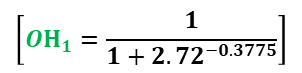 [OH₁ = 1 / (1 + 2.72⁻⁰·³⁷⁷⁵)]